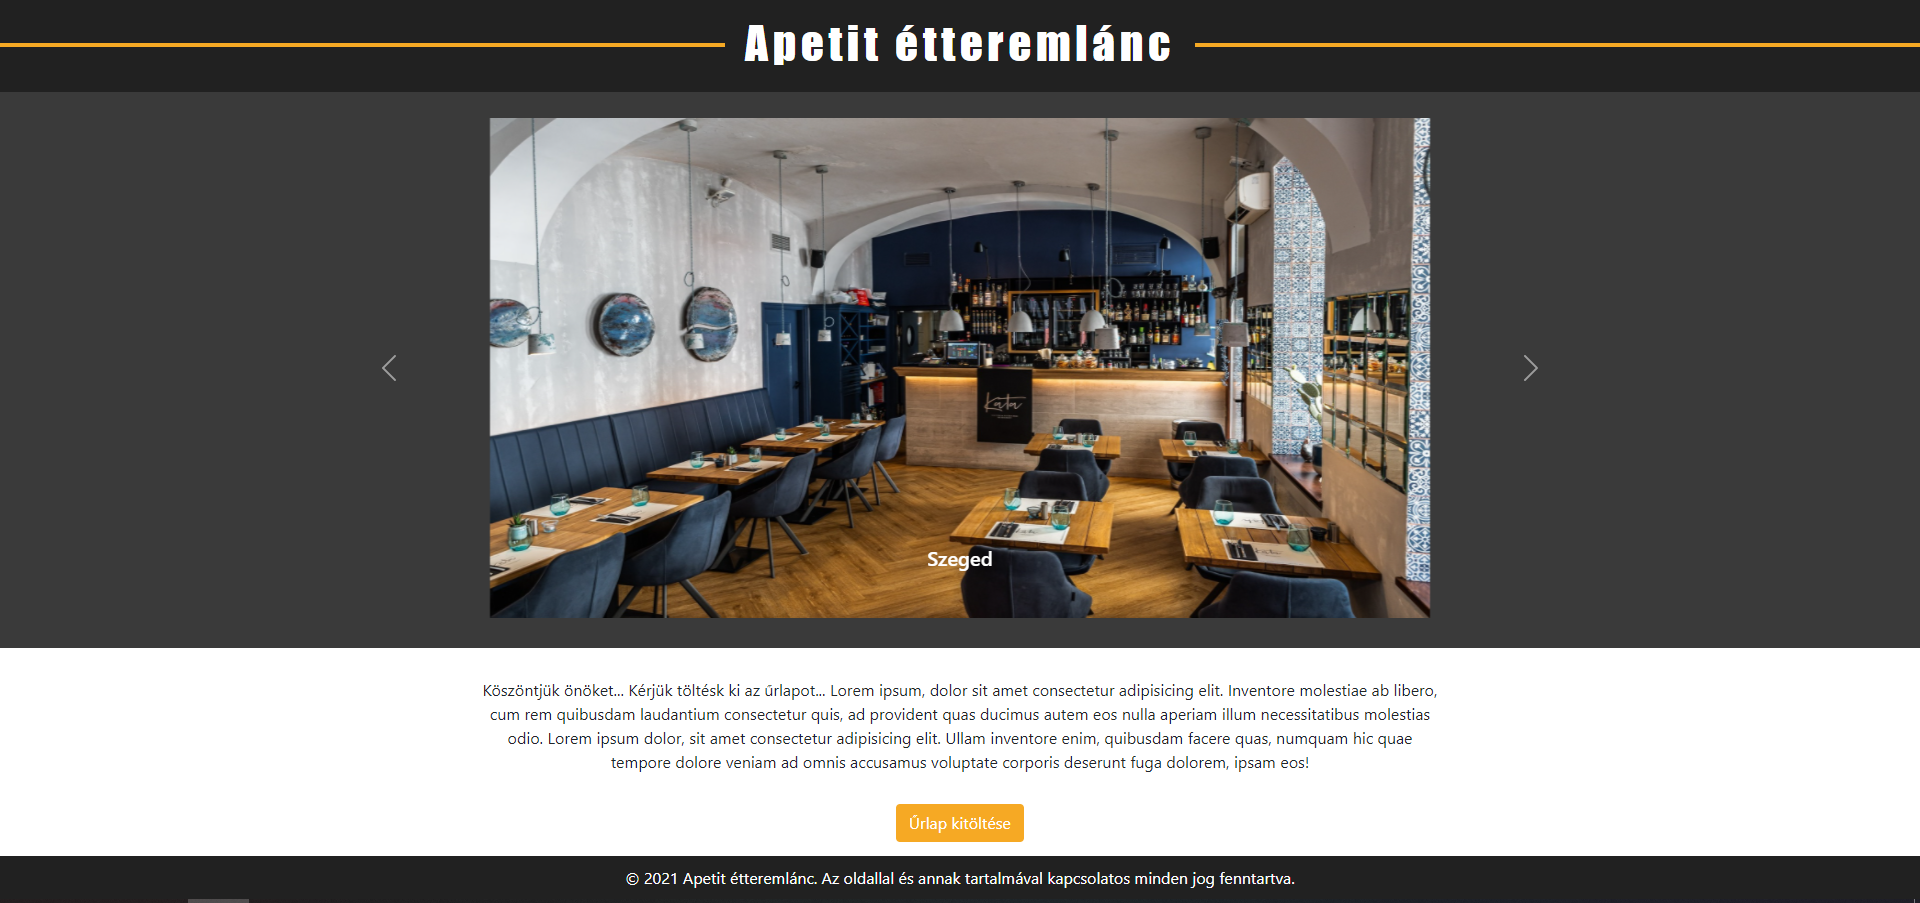 Apetit étteremlánc
Kata
Szeged
Köszöntjük önöket... Kérjük töltésk ki az űrlapot... Lorem ipsum, dolor sit amet consectetur adipisicing elit. Inventore molestiae ab libero,
cum rem quibusdam laudantium consectetur quis, ad provident quas ducimus autem eos nulla aperiam illum necessitatibus molestias
odio. Lorem ipsum dolor, sit amet consectetur adipisicing elit. Ullam inventore enim, quibusdam facere quas, numquam hic quae
tempore dolore veniam ad omnis accusamus voluptate corporis deserunt fuga dolorem, ipsam eos!
Űrlap kitöltése
© 2021 Apetit étteremlánc. Az oldallal és annak tartalmával kapcsolatos minden jog fenntartva.